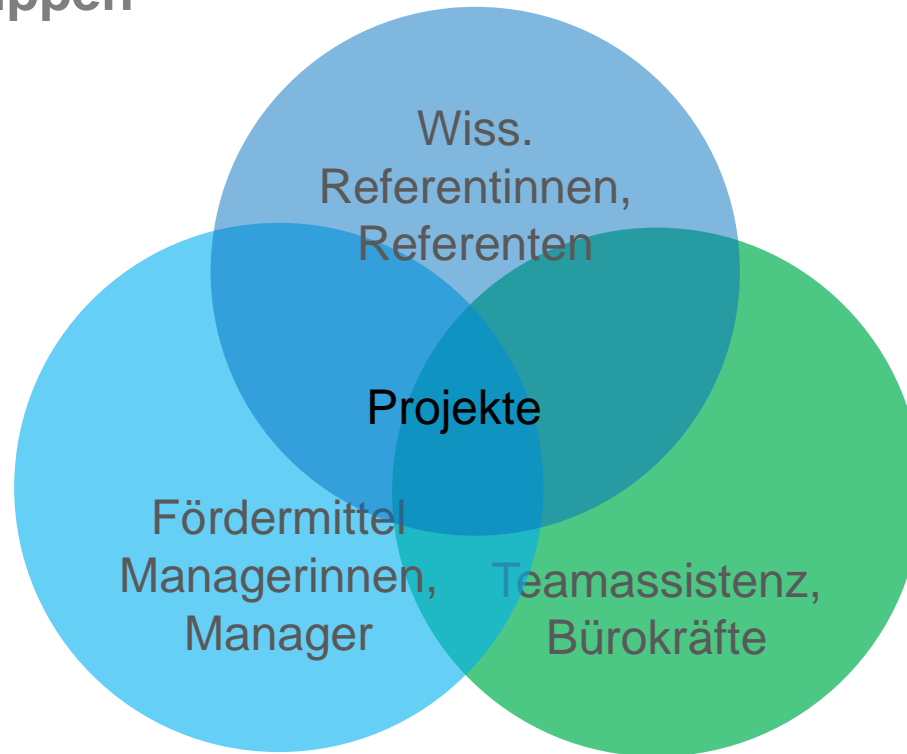 Wiss.
Referentinnen,
Referenten
Projekte
Fördermittel
Managerinnen,
Manager
Teamassistenz,
Bürokräfte